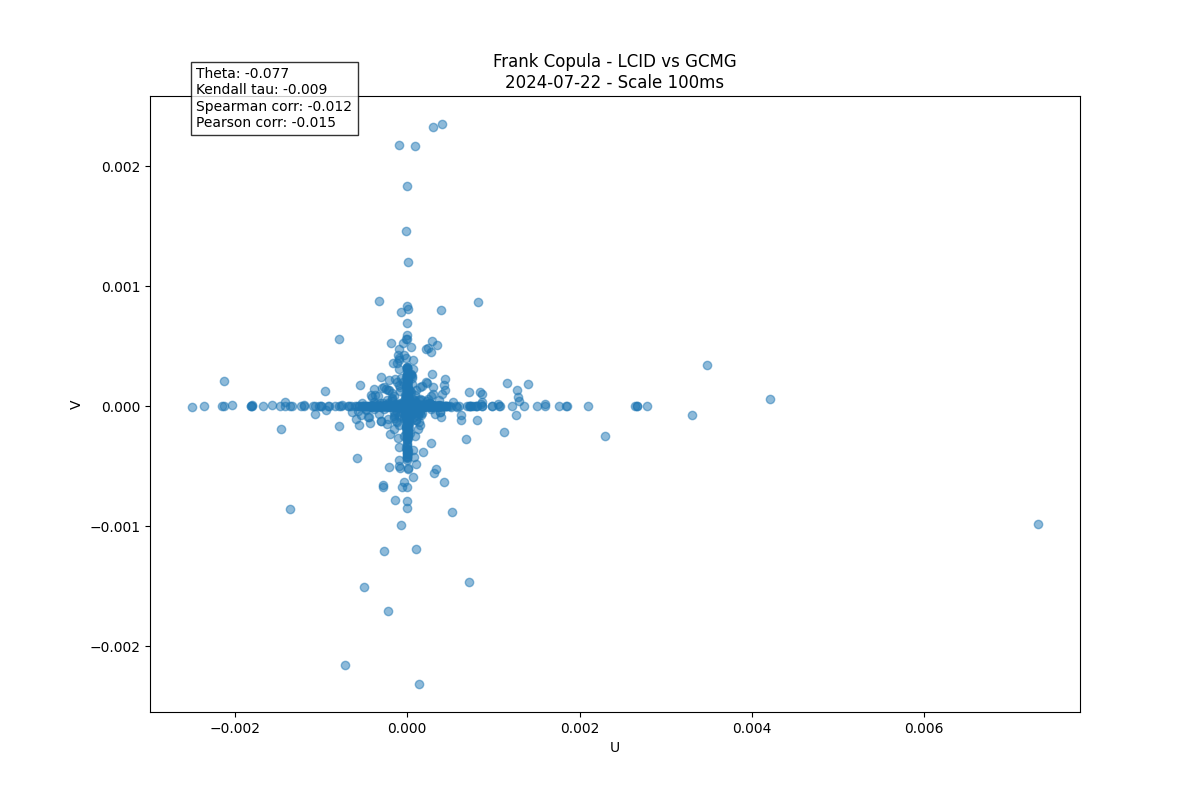 Frank Copula - LCID vs GCMG
2024-07-22 - Scale 100ms
Theta: -0.077
Kendall tau: -0.009
Spearman corr: -0.012
Pearson corr: -0.015
0.002
0.001
0.000
−0.001
−0.002
V
−0.002 0.000 0.002 0.004 0.006
U